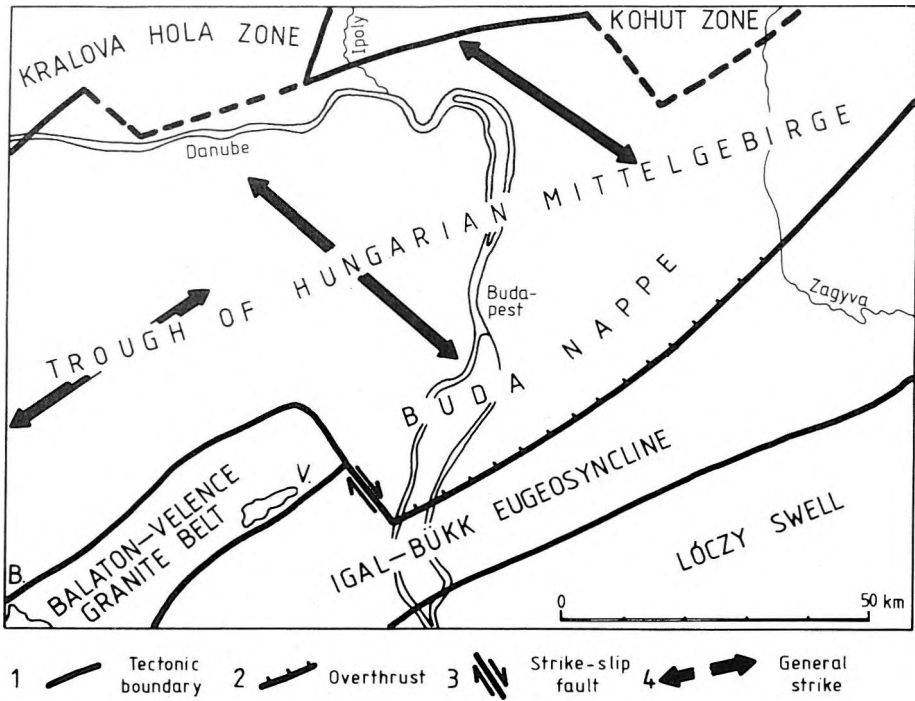 KRALOVA HOLA ZONE
Ipoly
KOHUT ZONE
Danube
TROUGH OF HUNGARIAN MITTELGEBIRGE
Buda-
pest
Zagyva
BUDA NAPPE
BALATON–VELENCE
GRANITE BELT
V.
B.
IGAL–BÜKK EUGEOSYNCLINE
LÓCZY SWELL
0 50 km
1 Tectonic
boundary
2 Overthrust
3 Strike-slip
fault
4 General
strike